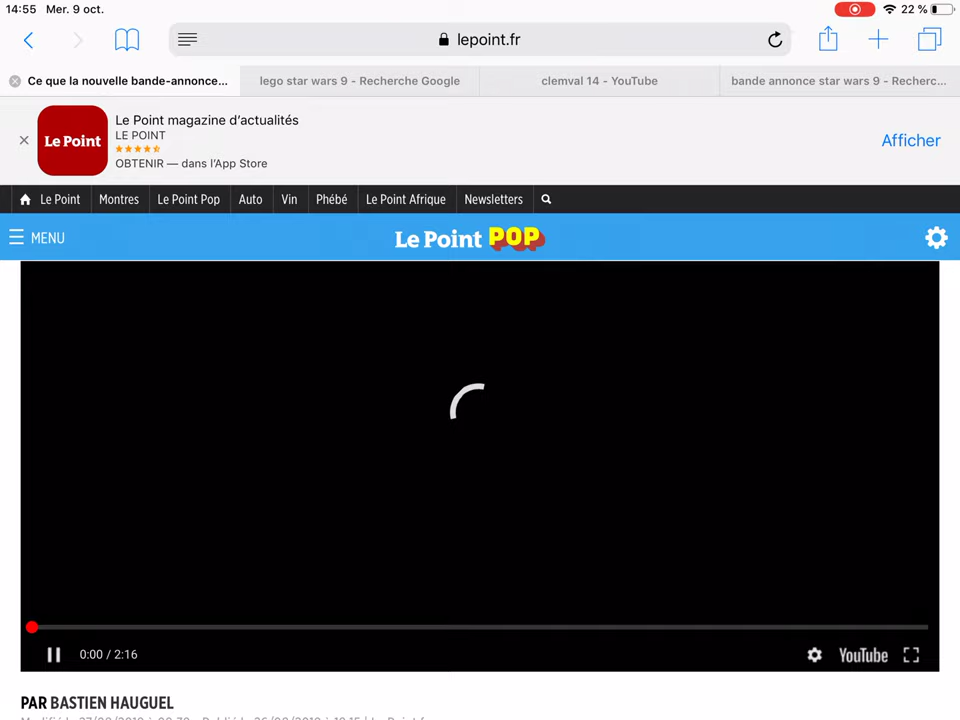 14:55 Mer. 9 oct. 22 %
lepoint.fr
Ce que la nouvelle bande-annonce... lego star wars 9 - Recherche Google clemval 14 - YouTube bande annonce star wars 9 - Recherc...
Le Point magazine d'actualités
LE POINT
OBTENIR — dans l'App Store
Le Point
Afficher
Le Point Montres Le Point Pop Auto Vin Phébé Le Point Afrique Newsletters
MENU Le Point POP
0:00 / 2:16 YouTube
PAR BASTIEN HAUGUEL